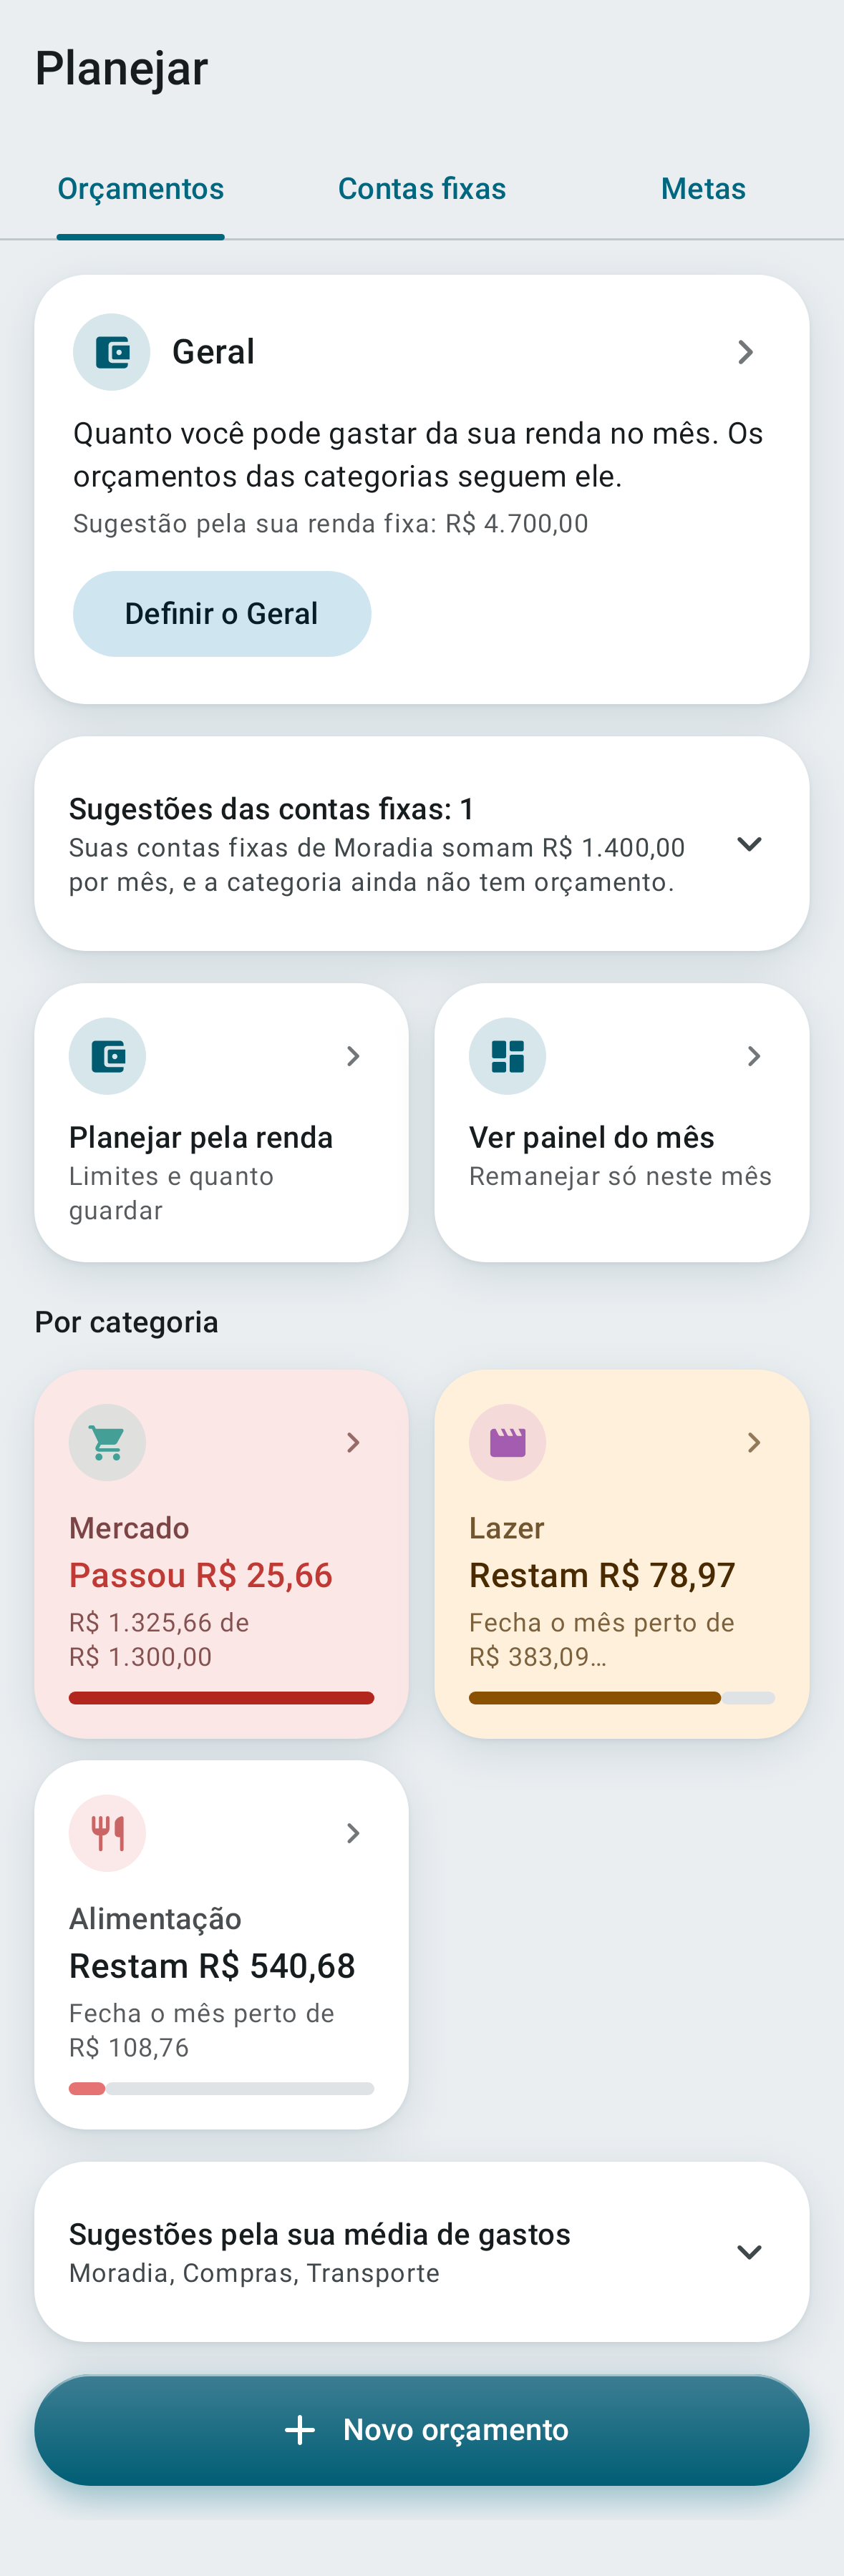 Planejar
Orçamentos
Contas fixas
Metas
Geral
Quanto você pode gastar da sua renda no mês. Os
orçamentos das categorias seguem ele.
Sugestão pela sua renda fixa: R$ 4.700,00
Definir o Geral
Sugestões das contas fixas: 1
Suas contas fixas de Moradia somam R$ 1.400,00
por mês, e a categoria ainda não tem orçamento.
Planejar pela renda
Limites e quanto
guardar
Ver painel do mês
Remanejar só neste mês
Por categoria
Mercado
Passou R$ 25,66
R$ 1.325,66 de
R$ 1.300,00
Lazer
Restam R$ 78,97
Fecha o mês perto de
R$ 383,09…
Alimentação
Restam R$ 540,68
Fecha o mês perto de
R$ 108,76
Sugestões pela sua média de gastos
Moradia, Compras, Transporte
Novo orçamento